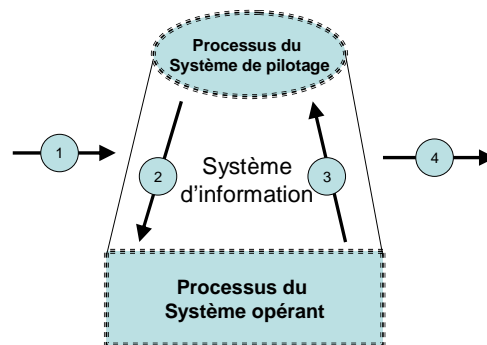 Processus du
Système de pilotage
1
2
Système
d'information
3
4
Processus du
Système opérant